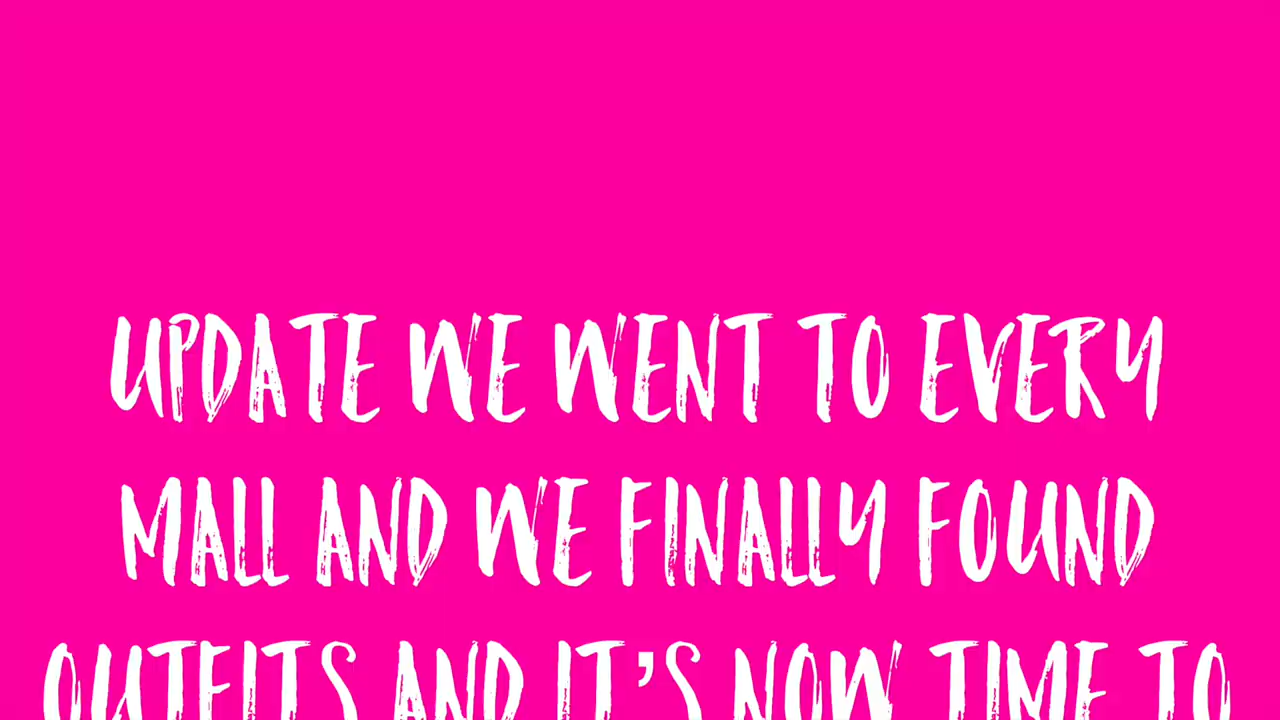 UPDATE WE WENT TO EVERY
MALL AND WE FINALLY FOUND
OUTFITS AND IT'S NOW TIME TO